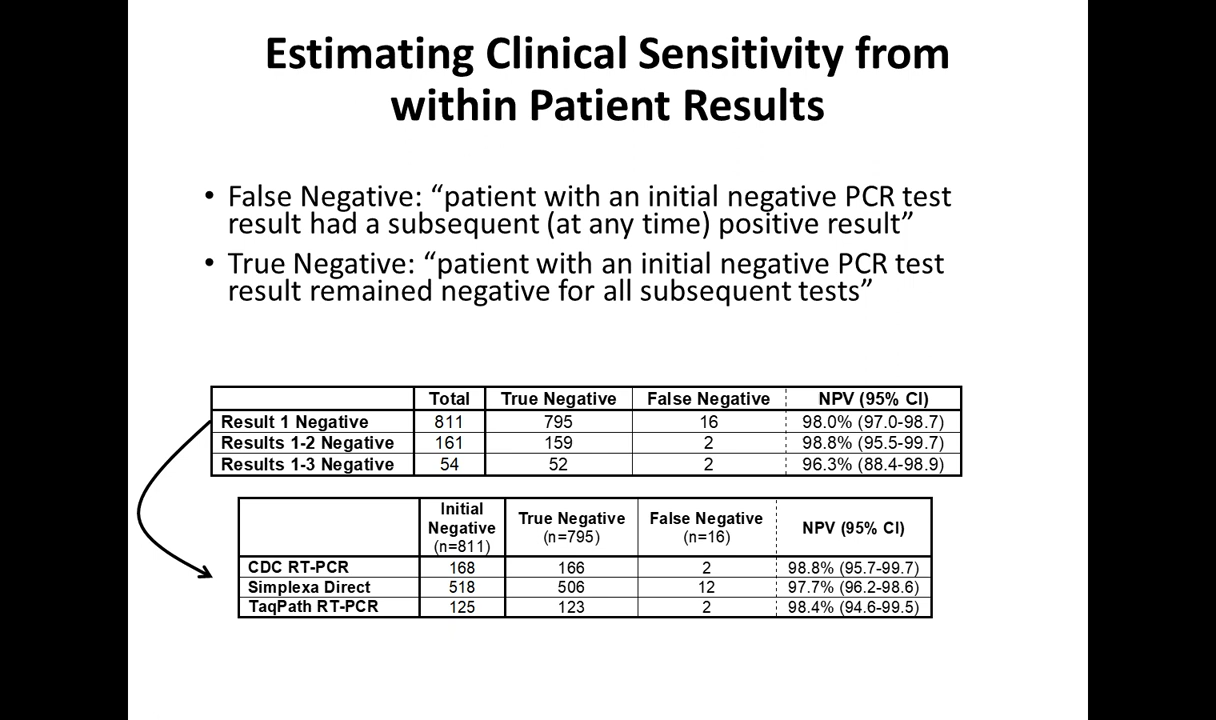 Estimating Clinical Sensitivity from
within Patient Results
• False Negative: “patient with an initial negative PCR test
result had a subsequent (at any time) positive result”
• True Negative: “patient with an initial negative PCR test
result remained negative for all subsequent tests”
Total True Negative False Negative NPV (95% CI)
Result 1 Negative 811 795 16 98.0% (97.0-98.7)
Results 1-2 Negative 161 159 2 98.8% (95.5-99.7)
Results 1-3 Negative 54 52 2 96.3% (88.4-98.9)
Initial
Negative
(n=811)
True Negative
(n=795)
False Negative
(n=16)
NPV (95% CI)
CDC RT-PCR 168 166 2 98.8% (95.7-99.7)
Simplexa Direct 518 506 12 97.7% (96.2-98.6)
TaqPath RT-PCR 125 123 2 98.4% (94.6-99.5)